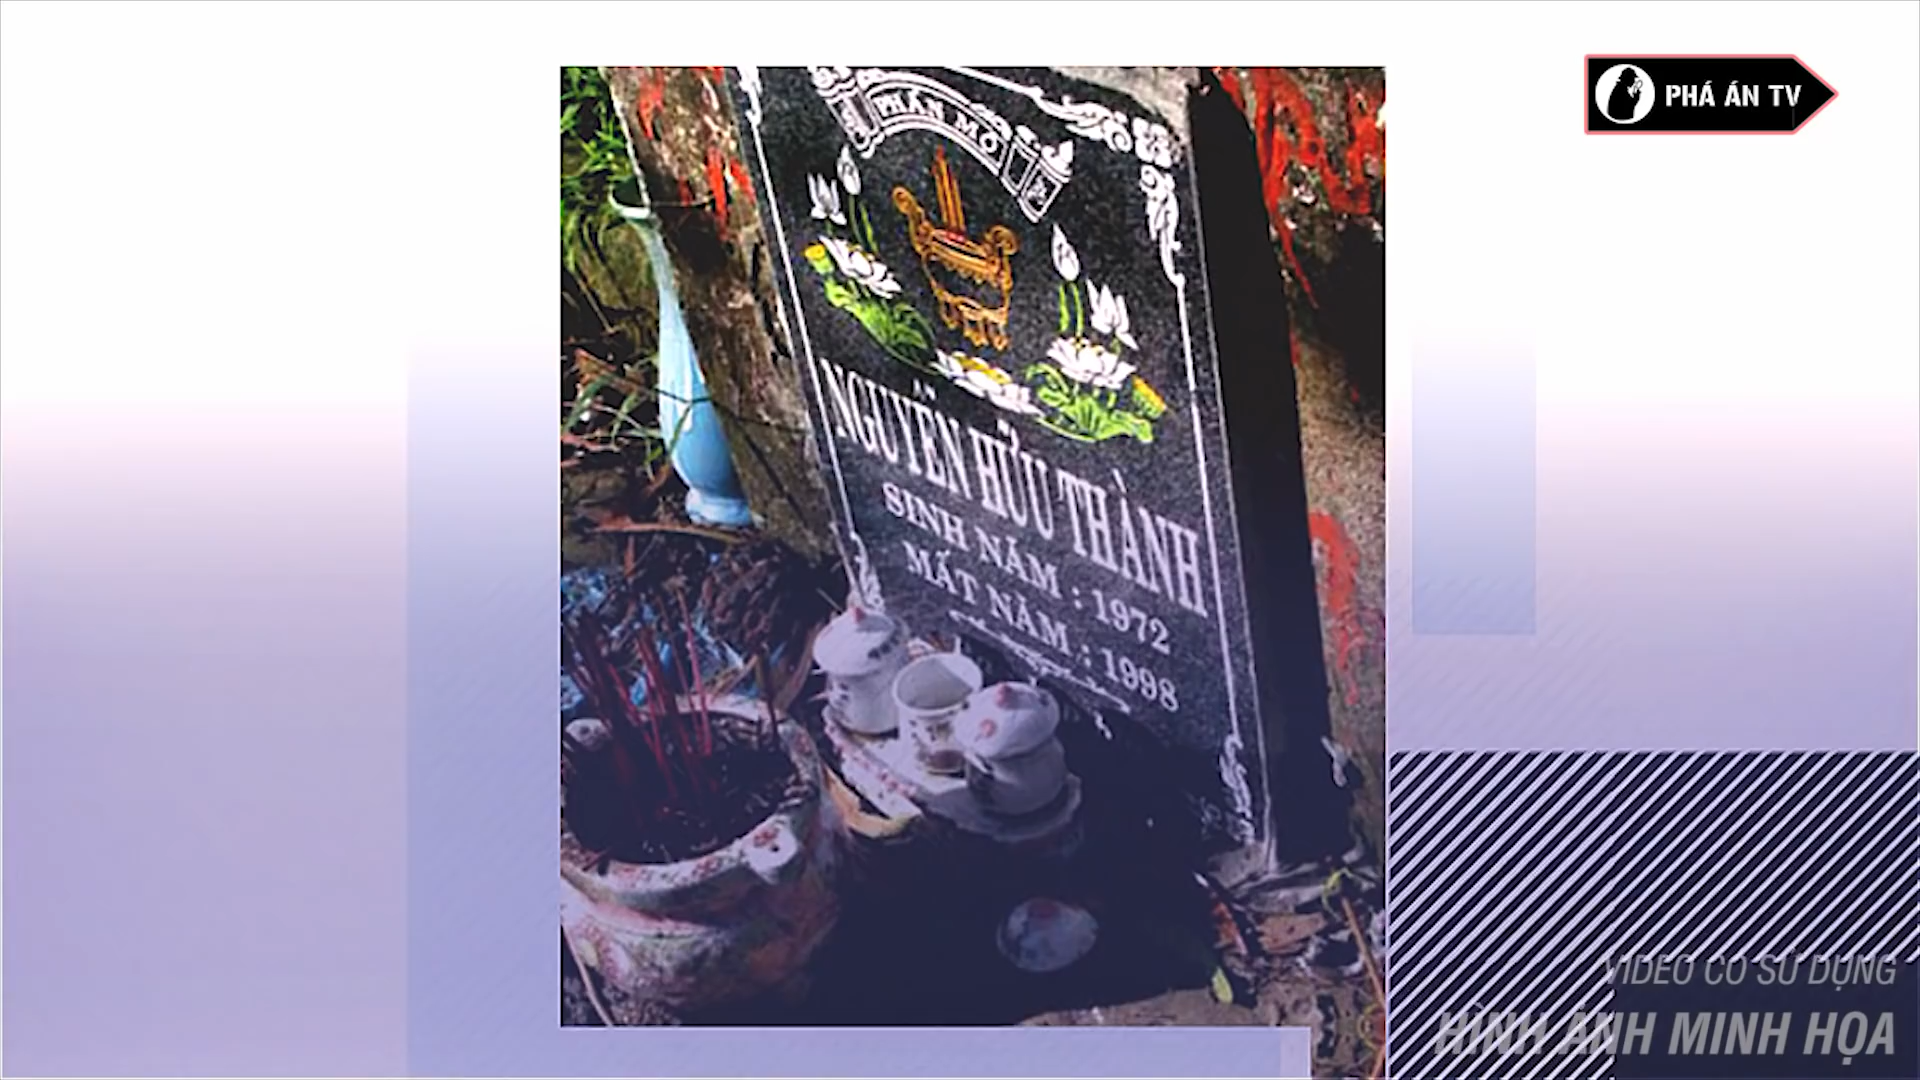 PHÁ ÁN TV
PHẦN MỘ
NGUYỄN HỮU THÀNH
SINH NĂM : 1972
MẤT NĂM : 1998
VIDEO CÓ SỬ DỤNG
HÌNH ẢNH MINH HỌA